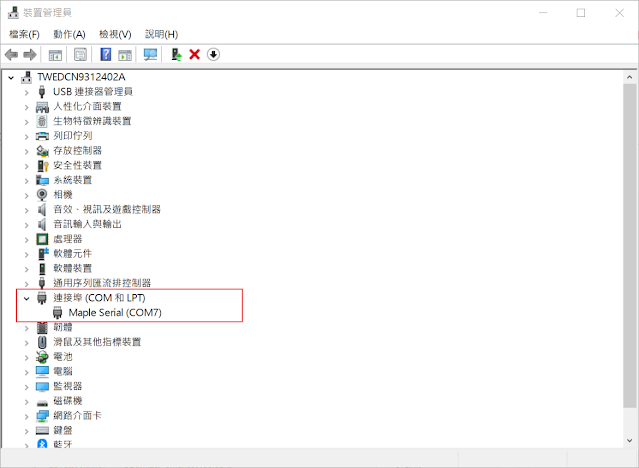 裝置管理員
檔案(F) 動作(A) 檢視(V) 說明(H)
TWEDCN9312402A
USB 連接器管理員
人性化介面裝置
生物特徵辨識裝置
列印佇列
存放控制器
安全性裝置
系統裝置
相機
音效、視訊及遊戲控制器
音訊輸入與輸出
處理器
軟體元件
軟體裝置
通用序列匯流排控制器
連接埠 (COM 和 LPT)
Maple Serial (COM7)
韌體
滑鼠及其他指標裝置
電池
電腦
監視器
磁碟機
網路介面卡
鍵盤
藍牙